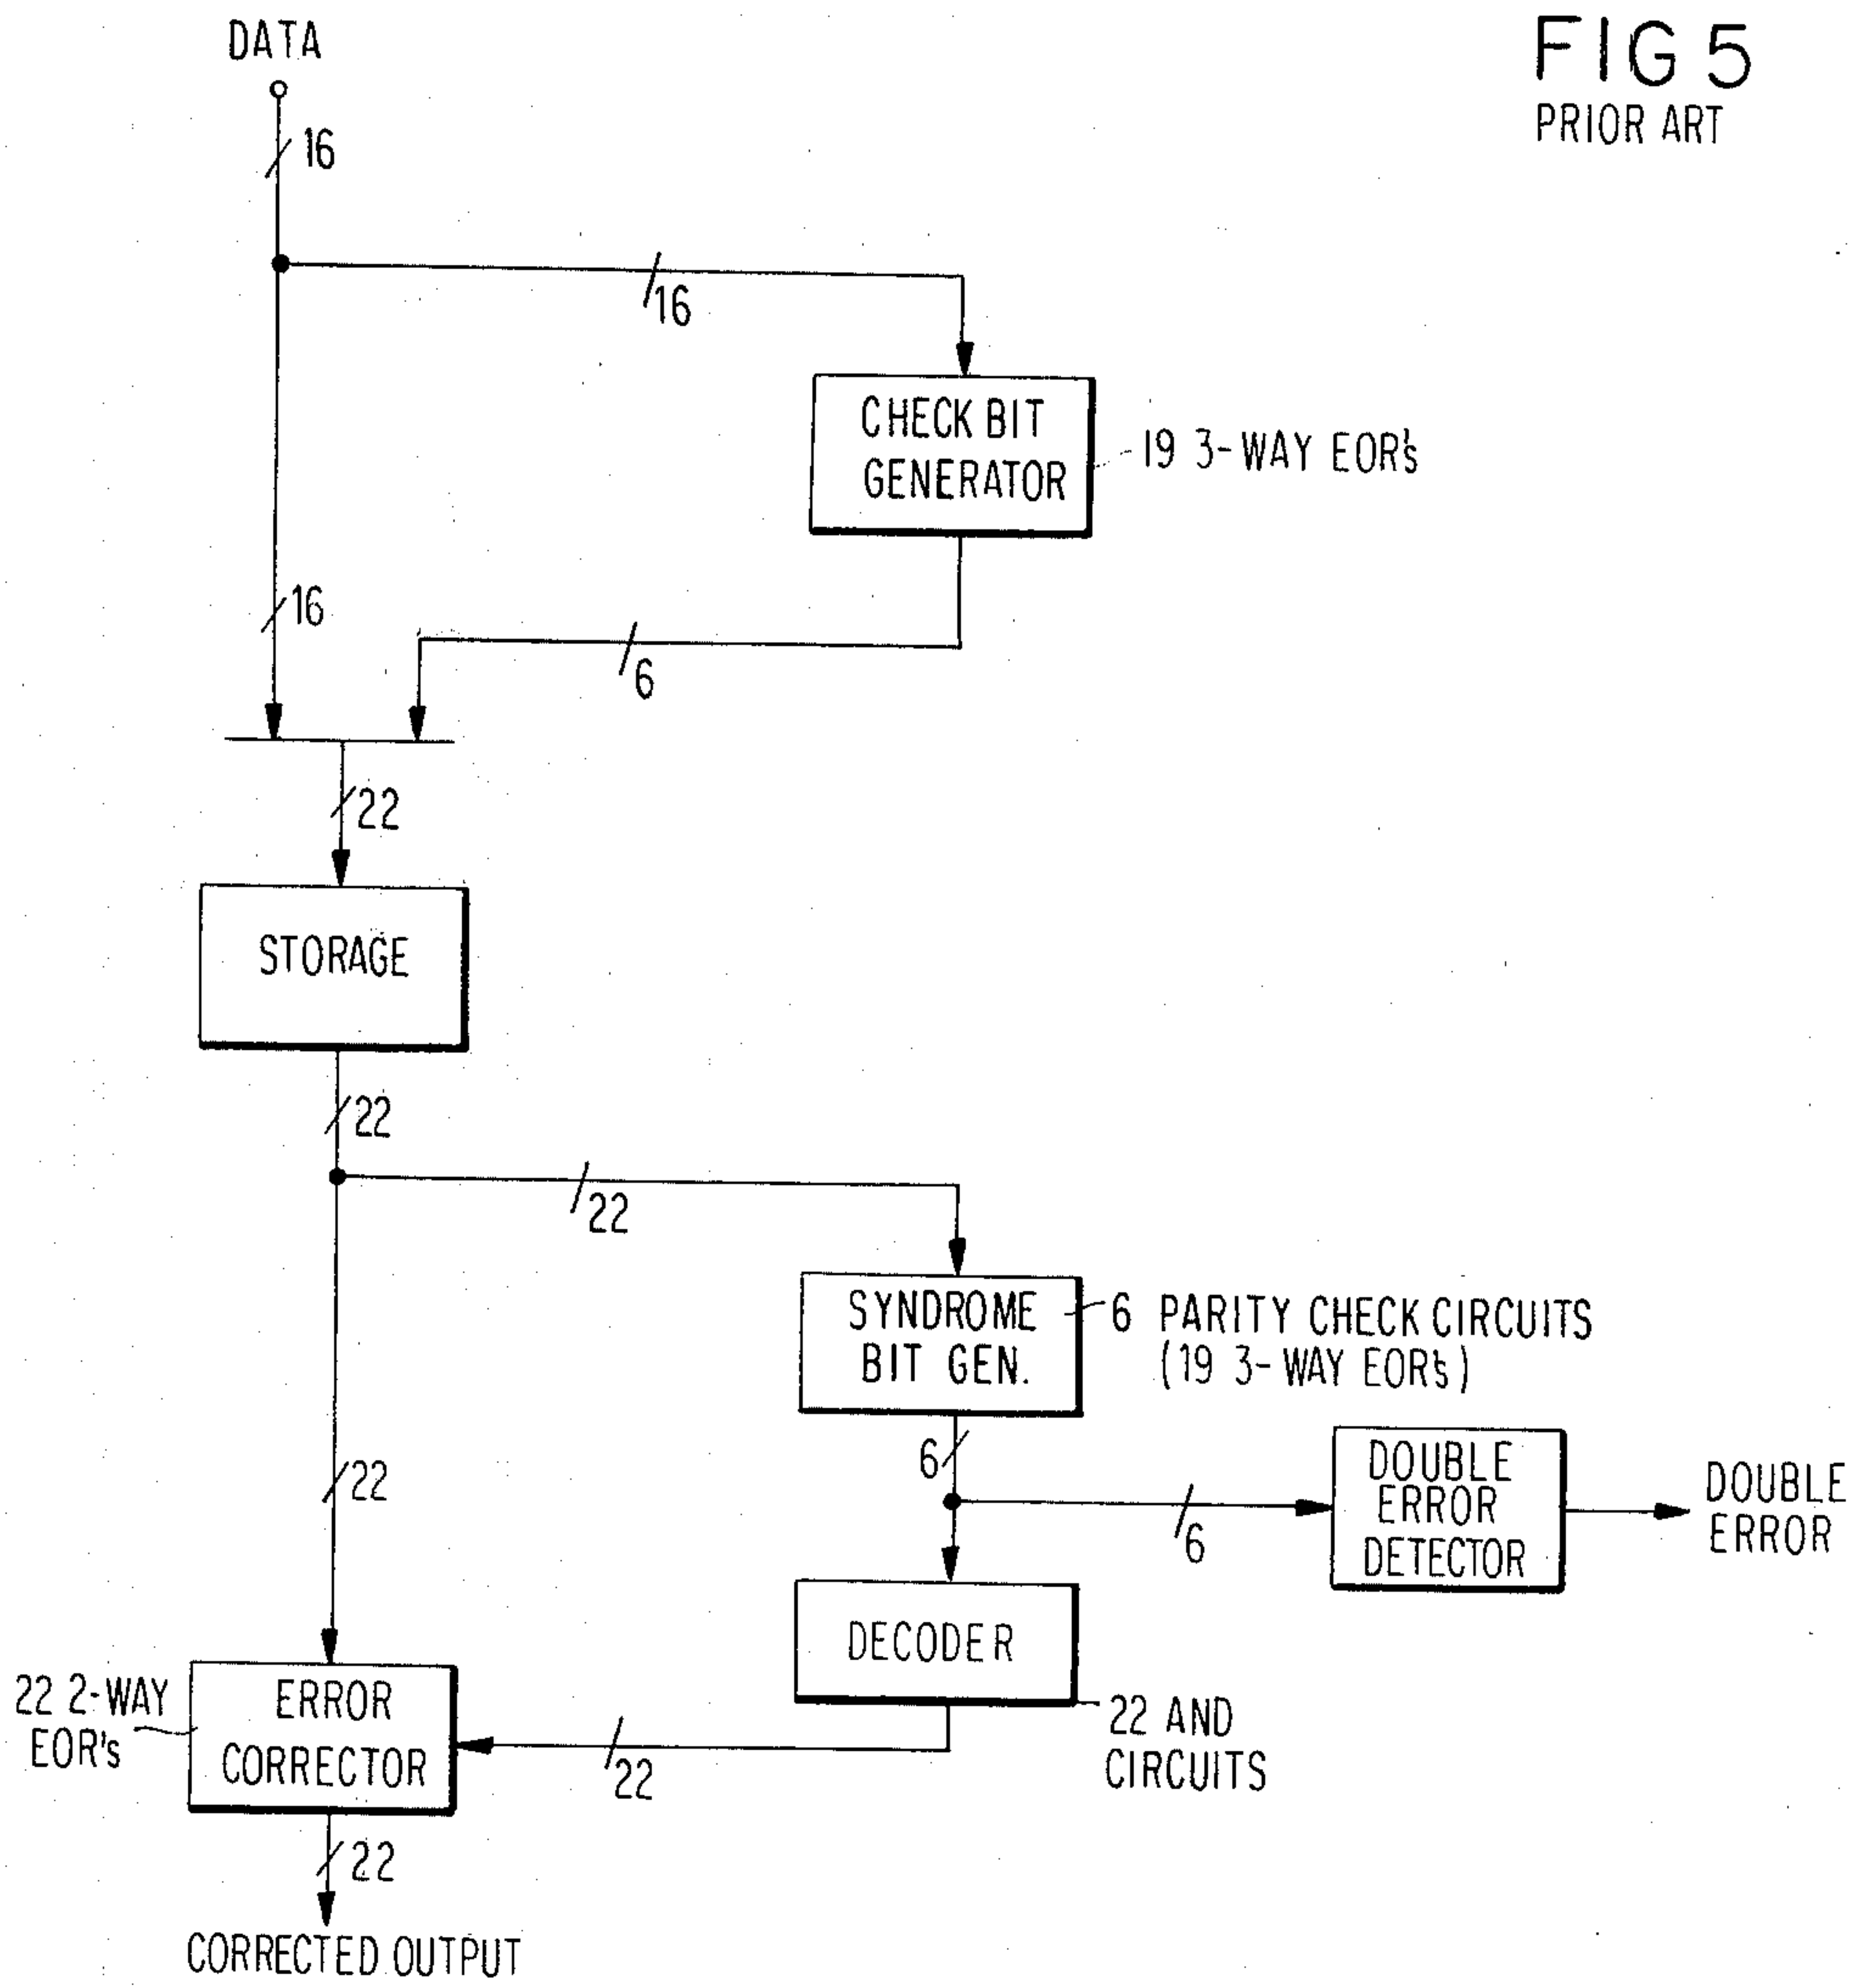 DATA
FIG 5
PRIOR ART
16
16
CHECK BIT
GENERATOR
19 3-WAY EOR's
16
6
22
STORAGE
22
22
SYNDROME
BIT GEN.
6 PARITY CHECK CIRCUITS
(19 3-WAY EOR's)
6
22
6
DOUBLE
ERROR
DETECTOR
DOUBLE
ERROR
DECODER
22 AND
CIRCUITS
22 2-WAY
EOR's
ERROR
CORRECTOR
22
22
CORRECTED OUTPUT